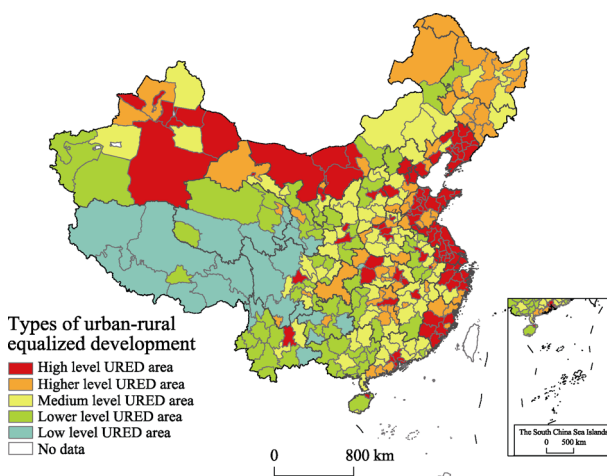 Types of urban-rural
equalized development
High level URED area
Higher level URED area
Medium level URED area
Lower level URED area
Low level URED area
No data
0 800 km
The South China Sea Islands
0 500 km